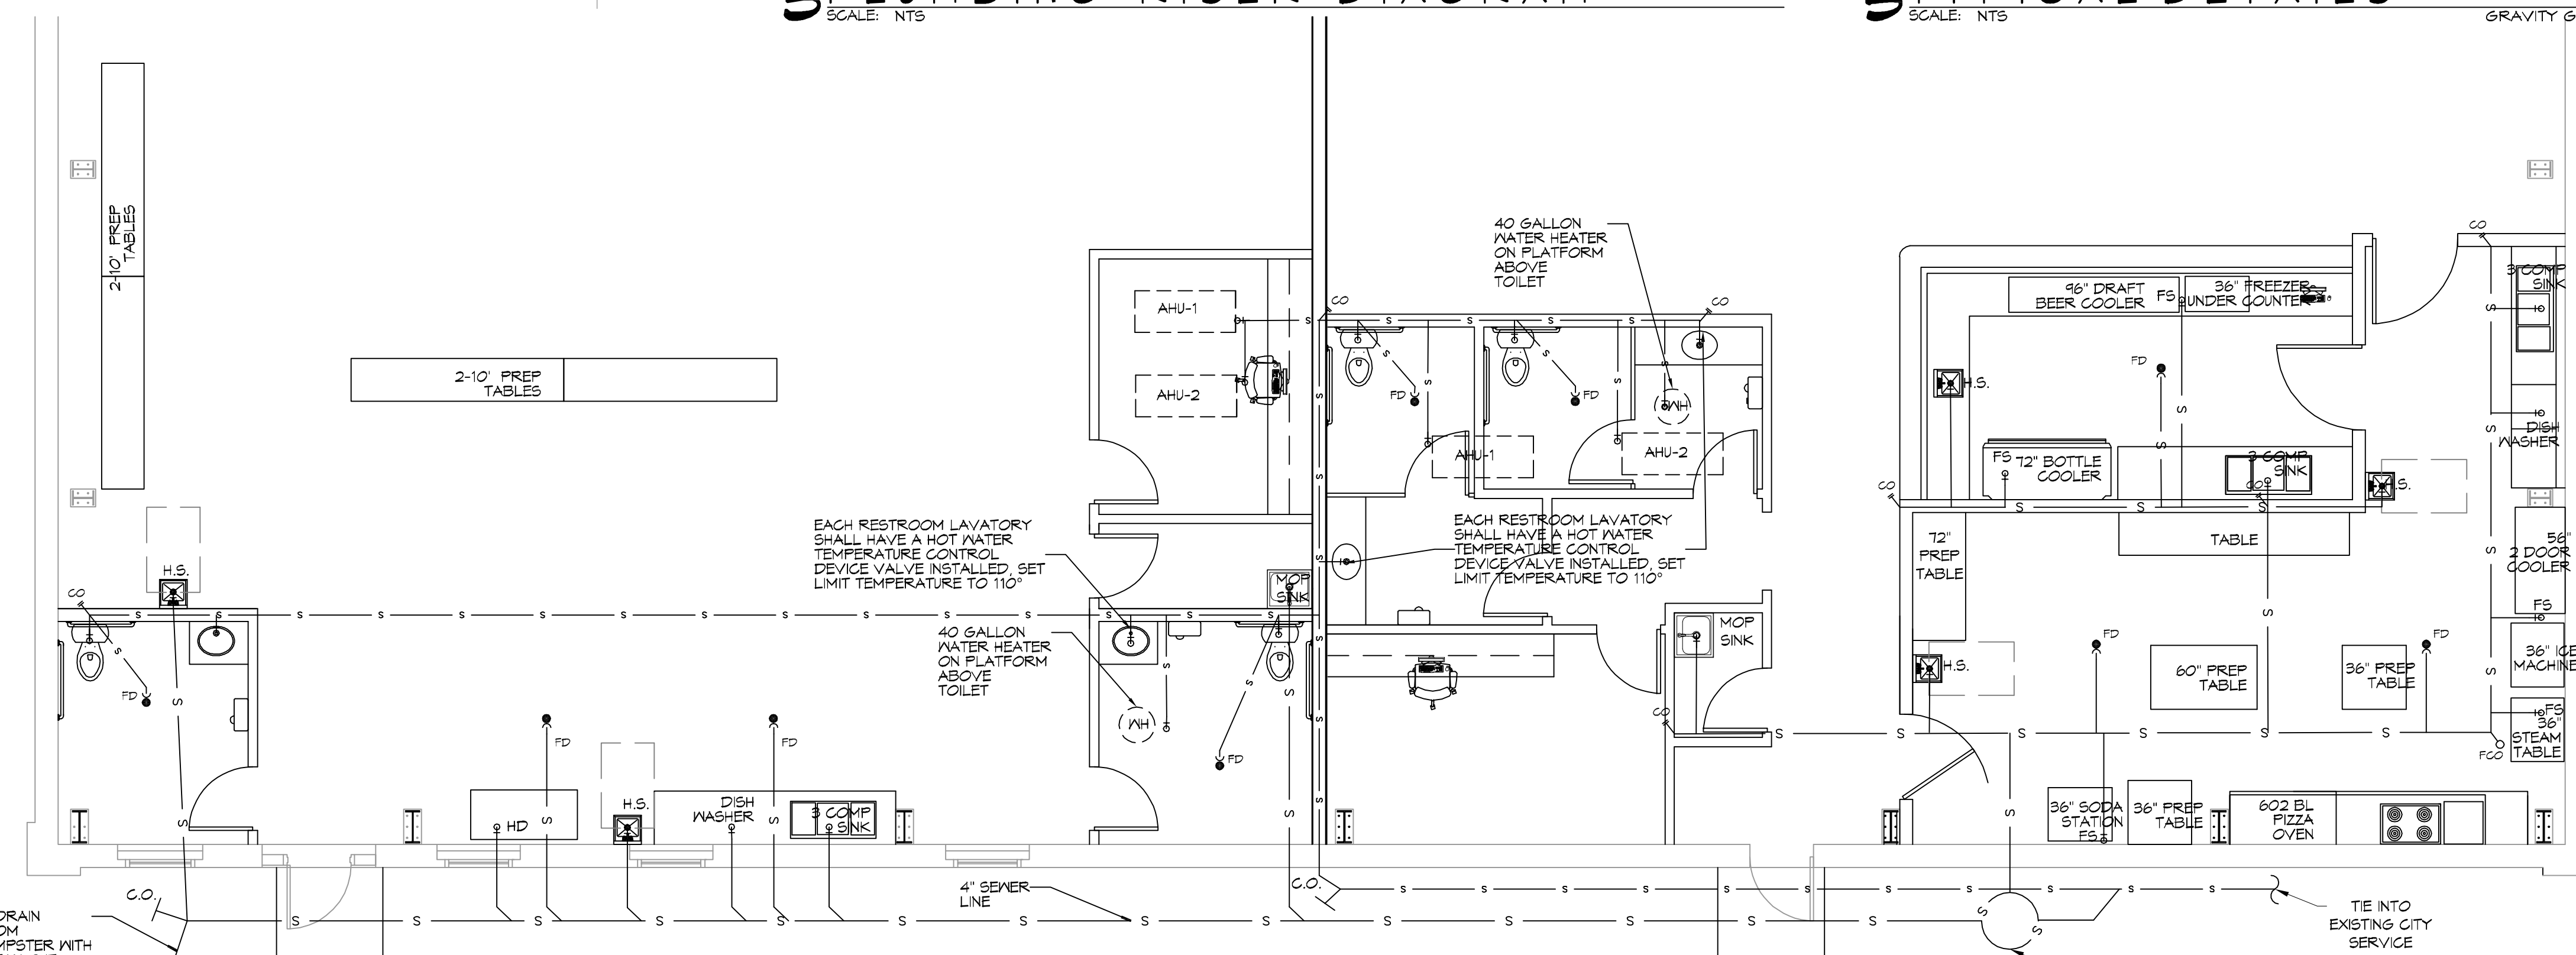 SCALE: NTS
SCALE: NTS
GRAVITY G
2-10' PREP
TABLES
2-10' PREP
TABLES
AHU-1
AHU-2
40 GALLON
WATER HEATER
ON PLATFORM
ABOVE
TOILET
CO
CO
FD
FD
WH
AHU-1
AHU-2
EACH RESTROOM LAVATORY
SHALL HAVE A HOT WATER
TEMPERATURE CONTROL
DEVICE VALVE INSTALLED, SET
LIMIT TEMPERATURE TO 110°
EACH RESTROOM LAVATORY
SHALL HAVE A HOT WATER
TEMPERATURE CONTROL
DEVICE VALVE INSTALLED, SET
LIMIT TEMPERATURE TO 110°
MOP
SINK
MOP
SINK
CO
H.S.
CO
FD
40 GALLON
WATER HEATER
ON PLATFORM
ABOVE
TOILET
WH
FD
FD
FD
HD
H.S.
DISH
WASHER
3 COMP
SINK
96" DRAFT
BEER COOLER
FS
36" FREEZER
UNDER COUNTER
CO
3 COMP
SINK
FD
H.S.
FS
72" BOTTLE
COOLER
3 COMP
SINK
CO
CO
H.S.
DISH
WASHER
72"
PREP
TABLE
TABLE
56"
2 DOOR
COOLER
FS
H.S.
FD
60" PREP
TABLE
36" PREP
TABLE
FD
36" ICE
MACHINE
FS
36"
STEAM
TABLE
FCO
36" SODA
STATION
FS
36" PREP
TABLE
602 BL
PIZZA
OVEN
C.O.
4" SEWER
LINE
C.O.
DRAIN
OM
MPSTER WITH
TIE INTO
EXISTING CITY
SERVICE